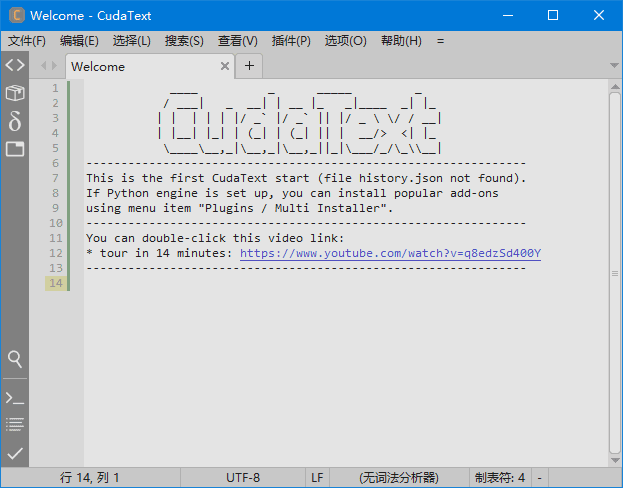 Welcome - CudaText
文件(F) 编辑(E) 选择(L) 搜索(S) 查看(V) 插件(P) 选项(O) 帮助(H) =
Welcome
1
2
3
4
5
6 ---------------------------------------------------------------
7 This is the first CudaText start (file history.json not found).
8 If Python engine is set up, you can install popular add-ons
9 using menu item "Plugins / Multi Installer".
10 ---------------------------------------------------------------
11 You can double-click this video link:
12 * tour in 14 minutes: https://www.youtube.com/watch?v=q8edzSd400Y
13 ---------------------------------------------------------------
14
行 14, 列 1 UTF-8 LF (无词法分析器) 制表符: 4 -